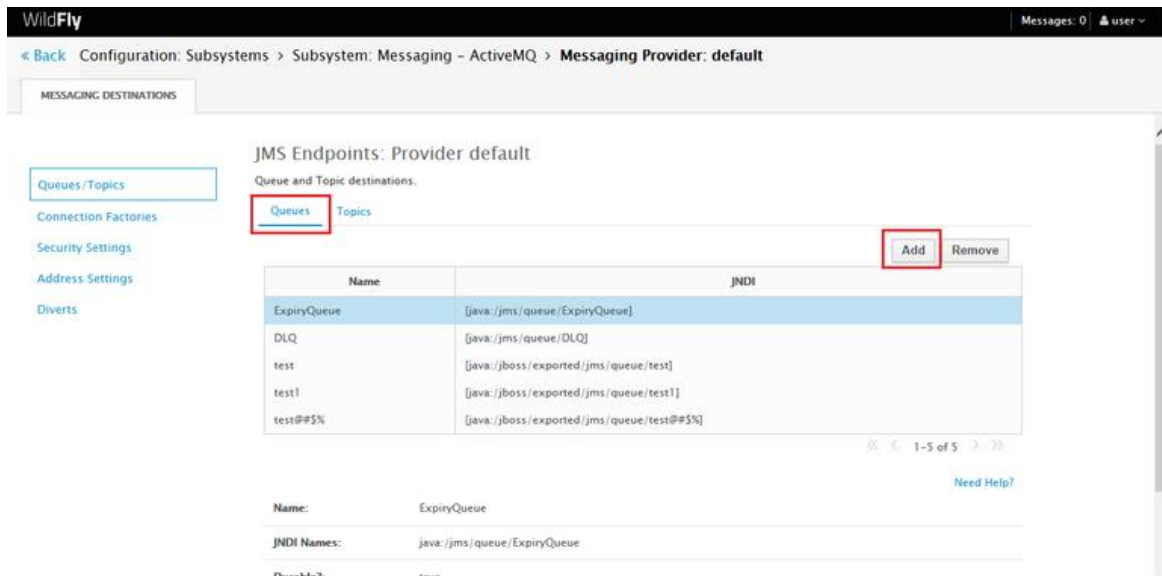 WildFly
Messages: 0 user
« Back Configuration: Subsystems > Subsystem: Messaging - ActiveMQ > Messaging Provider: default
MESSAGING DESTINATIONS
Queues/Topics
Connection Factories
Security Settings
Address Settings
Diverts
JMS Endpoints: Provider default
Queue and Topic destinations.
Queues Topics
Add Remove
Name JNDI
ExpiryQueue [java:/jms/queue/ExpiryQueue]
DLQ [java:/jms/queue/DLQ]
test [java:/jboss/exported/jms/queue/test]
test1 [java:/jboss/exported/jms/queue/test1]
test@#$% [java:/jboss/exported/jms/queue/test@#$%]
1-5 of 5
Need Help?
Name: ExpiryQueue
JNDI Names: java:/jms/queue/ExpiryQueue